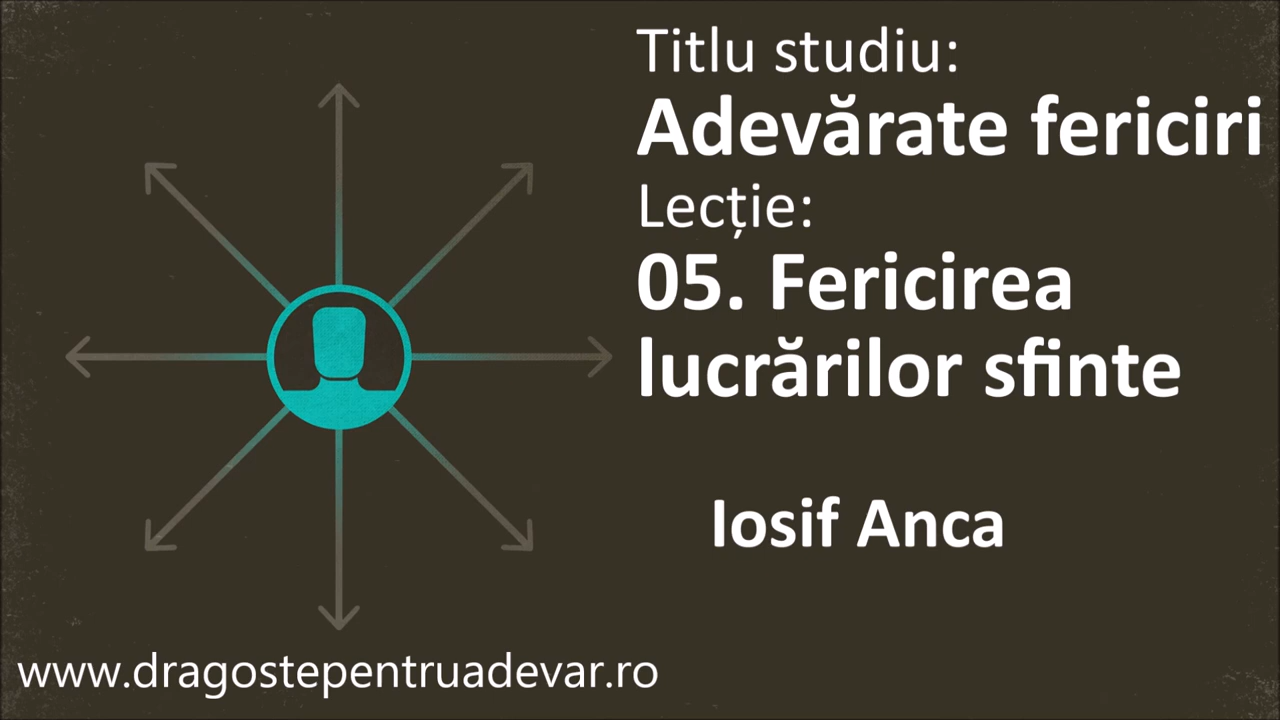 Titlu studiu:
Adevărate fericiri
Lecție:
05. Fericirea
lucrărilor sfinte
Iosif Anca
www.dragostepentruadevar.ro